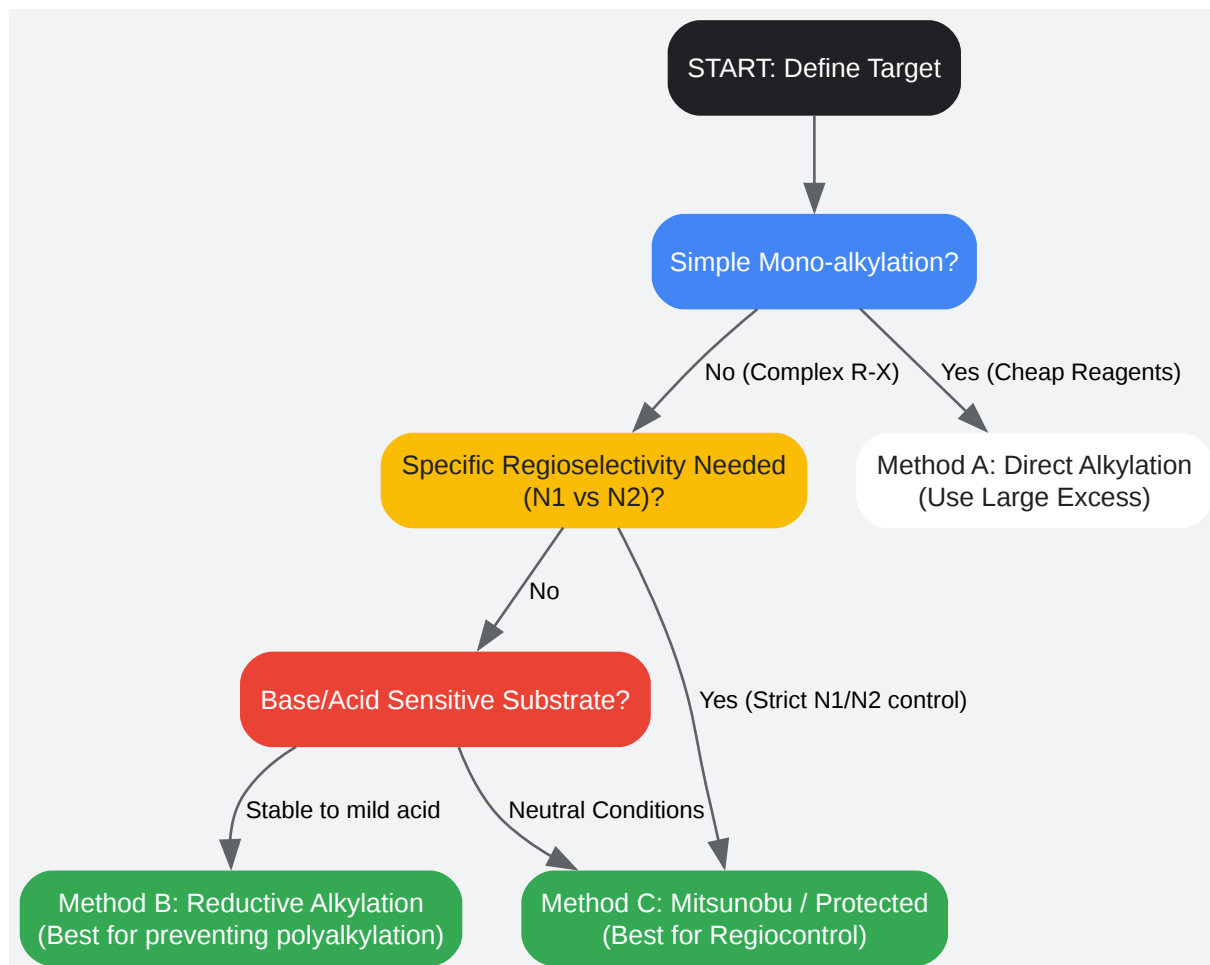 START: Define Target
Simple Mono-alkylation?
No (Complex R-X)
Yes (Cheap Reagents)
Specific Regioselectivity Needed
(N1 vs N2)?
Method A: Direct Alkylation
(Use Large Excess)
No
Base/Acid Sensitive Substrate?
Yes (Strict N1/N2 control)
Stable to mild acid
Neutral Conditions
Method B: Reductive Alkylation
(Best for preventing polyalkylation)
Method C: Mitsunobu / Protected
(Best for Regiocontrol)